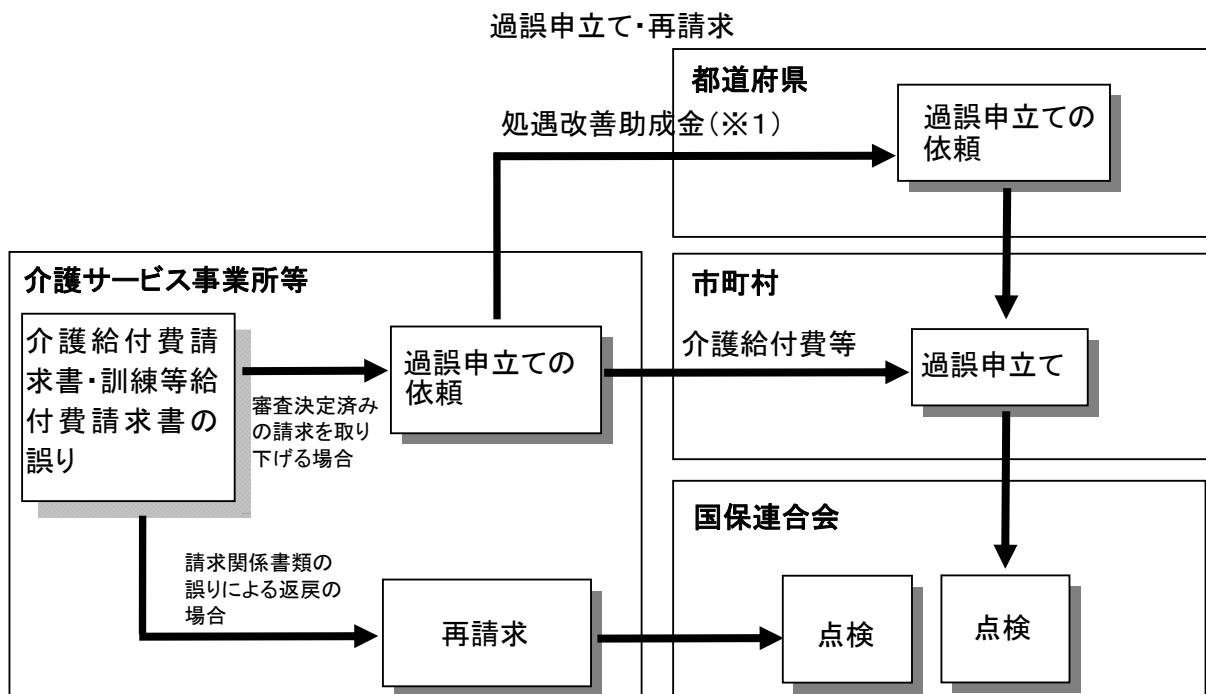 過誤申立て・再請求
都道府県
処遇改善助成金(※1)
過誤申立ての
依頼
介護サービス事業所等
市町村
介護給付費請
求書・訓練等給
付費請求書の
誤り
過誤申立ての
依頼
介護給付費等
過誤申立て
審査決定済み
の請求を取り
下げる場合
国保連合会
請求関係書類の
誤りによる返戻の
場合
再請求
点検
点検